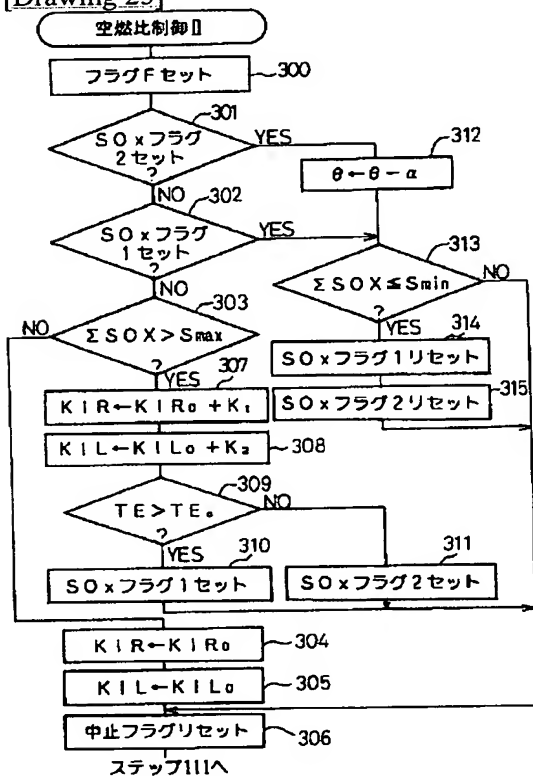 [Drawing 25]
空燃比制御Ⅱ
フラグFセット
300
301
SOxフラグ
2セット
?
YES
NO
312
θ←θ-α
302
SOxフラグ
1セット
?
YES
NO
313
ΣSOX≤Smin
?
NO
YES
303
NO
ΣSOX>Smax
?
YES
314
SOxフラグ1リセット
315
SOxフラグ2リセット
307
KIR←KIR₀+K₁
KIL←KIL₀+K₂
308
309
TE>TE₀
?
NO
YES
310
SOxフラグ1セット
311
SOxフラグ2セット
KIR←KIR₀
304
KIL←KIL₀
305
中止フラグリセット
306
ステップ111へ